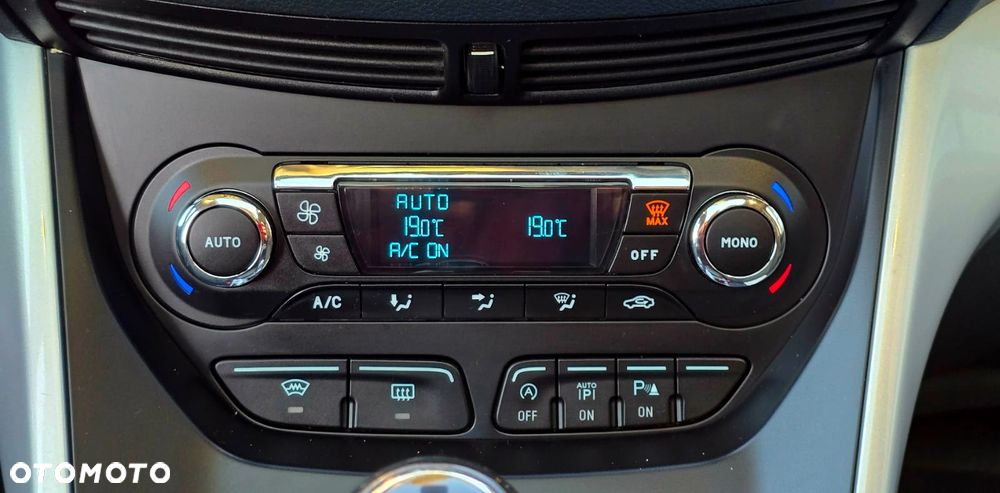 AUTO
19.0°C 19.0°C
A/C ON
AUTO
MAX
OFF
MONO
A/C
A
OFF
AUTO
P
ON
P
ON
OTOMOTO